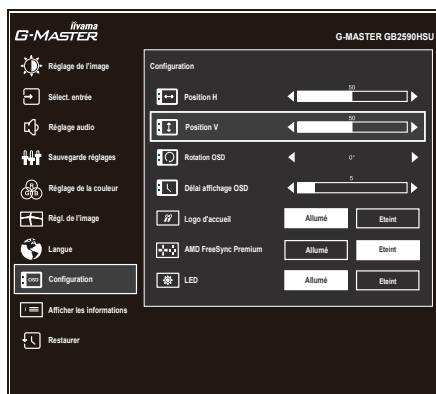 iiyama
G-MASTER
G-MASTER GB2590HSU
Réglage de l'image
Sélect. entrée
Réglage audio
Sauvegarde réglages
R
G B
Réglage de la couleur
Régl. de l'image
Langue
OSD
Configuration
i
Afficher les informations
Restaurer
Configuration
Position H
50
Position V
50
Rotation OSD
0°
Délai affichage OSD
5
Logo d'accueil
Allumé
Eteint
AMD FreeSync Premium
Allumé
Eteint
LED
Allumé
Eteint